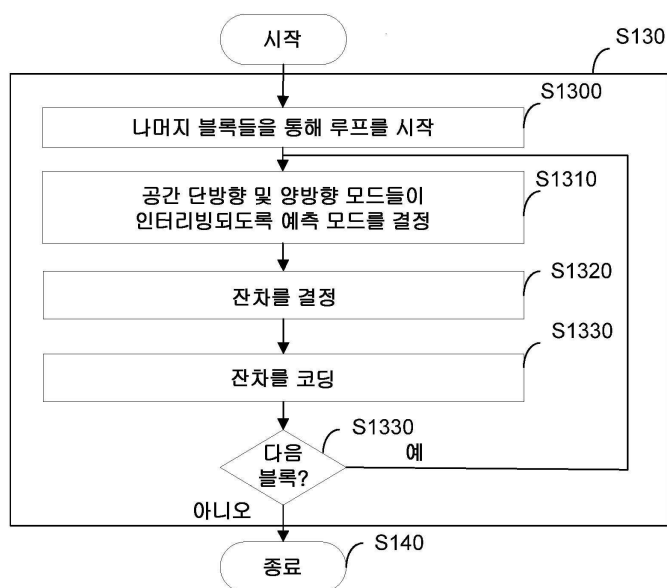 시작
S130
S1300
나머지 블록들을 통해 루프를 시작
S1310
공간 단방향 및 양방향 모드들이
인터리빙되도록 예측 모드를 결정
S1320
잔차를 결정
S1330
잔차를 코딩
S1330
다음
블록?
예
아니오
S140
종료